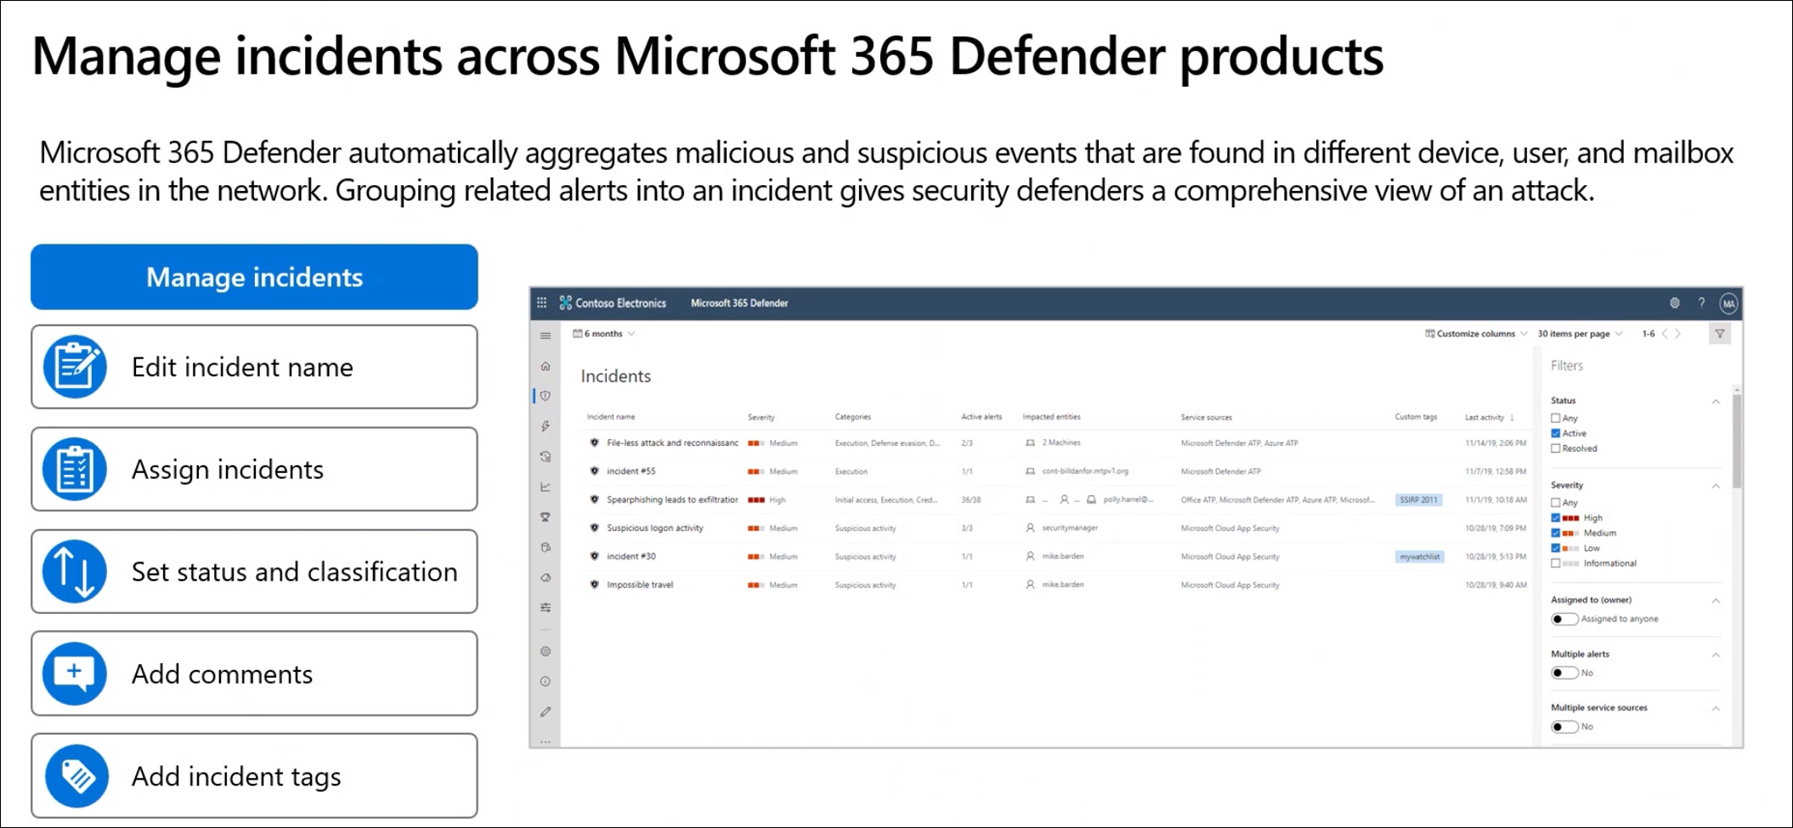 Manage incidents across Microsoft 365 Defender products
Microsoft 365 Defender automatically aggregates malicious and suspicious events that are found in different device, user, and mailbox
entities in the network. Grouping related alerts into an incident gives security defenders a comprehensive view of an attack.
Manage incidents
Edit incident name
Assign incidents
Set status and classification
Add comments
Add incident tags
Contoso Electronics Microsoft 365 Defender ? MA
6 months Customize columns 30 items per page 1-6
Incidents
Incident name Severity Categories Active alerts Impacted entities Service sources Custom tags Last activity ↓
File-less attack and reconnaissanc Medium Execution, Defense evasion, D... 2/3 2 Machines Microsoft Defender ATP, Azure ATP 11/14/19, 2:06 PM
incident #55 Medium Execution 1/1 cont-billdanfor.mtpv1.org Microsoft Defender ATP 11/7/19, 12:58 PM
Spearphishing leads to exfiltration High Initial access, Execution, Cred... 36/38 polly.harrel@... Office ATP, Microsoft Defender ATP, Azure ATP, Microsof... SSIRP 2011 11/1/19, 10:18 AM
Suspicious logon activity Medium Suspicious activity 3/3 securitymanager Microsoft Cloud App Security 10/28/19, 7:09 PM
incident #30 Medium Suspicious activity 1/1 mike.barden Microsoft Cloud App Security mywatchlist 10/28/19, 5:13 PM
Impossible travel Medium Suspicious activity 1/1 mike.barden Microsoft Cloud App Security 10/28/19, 9:40 AM
Filters
Status
Any
Active
Resolved
Severity
Any
High
Medium
Low
Informational
Assigned to (owner)
Assigned to anyone
Multiple alerts
No
Multiple service sources
No